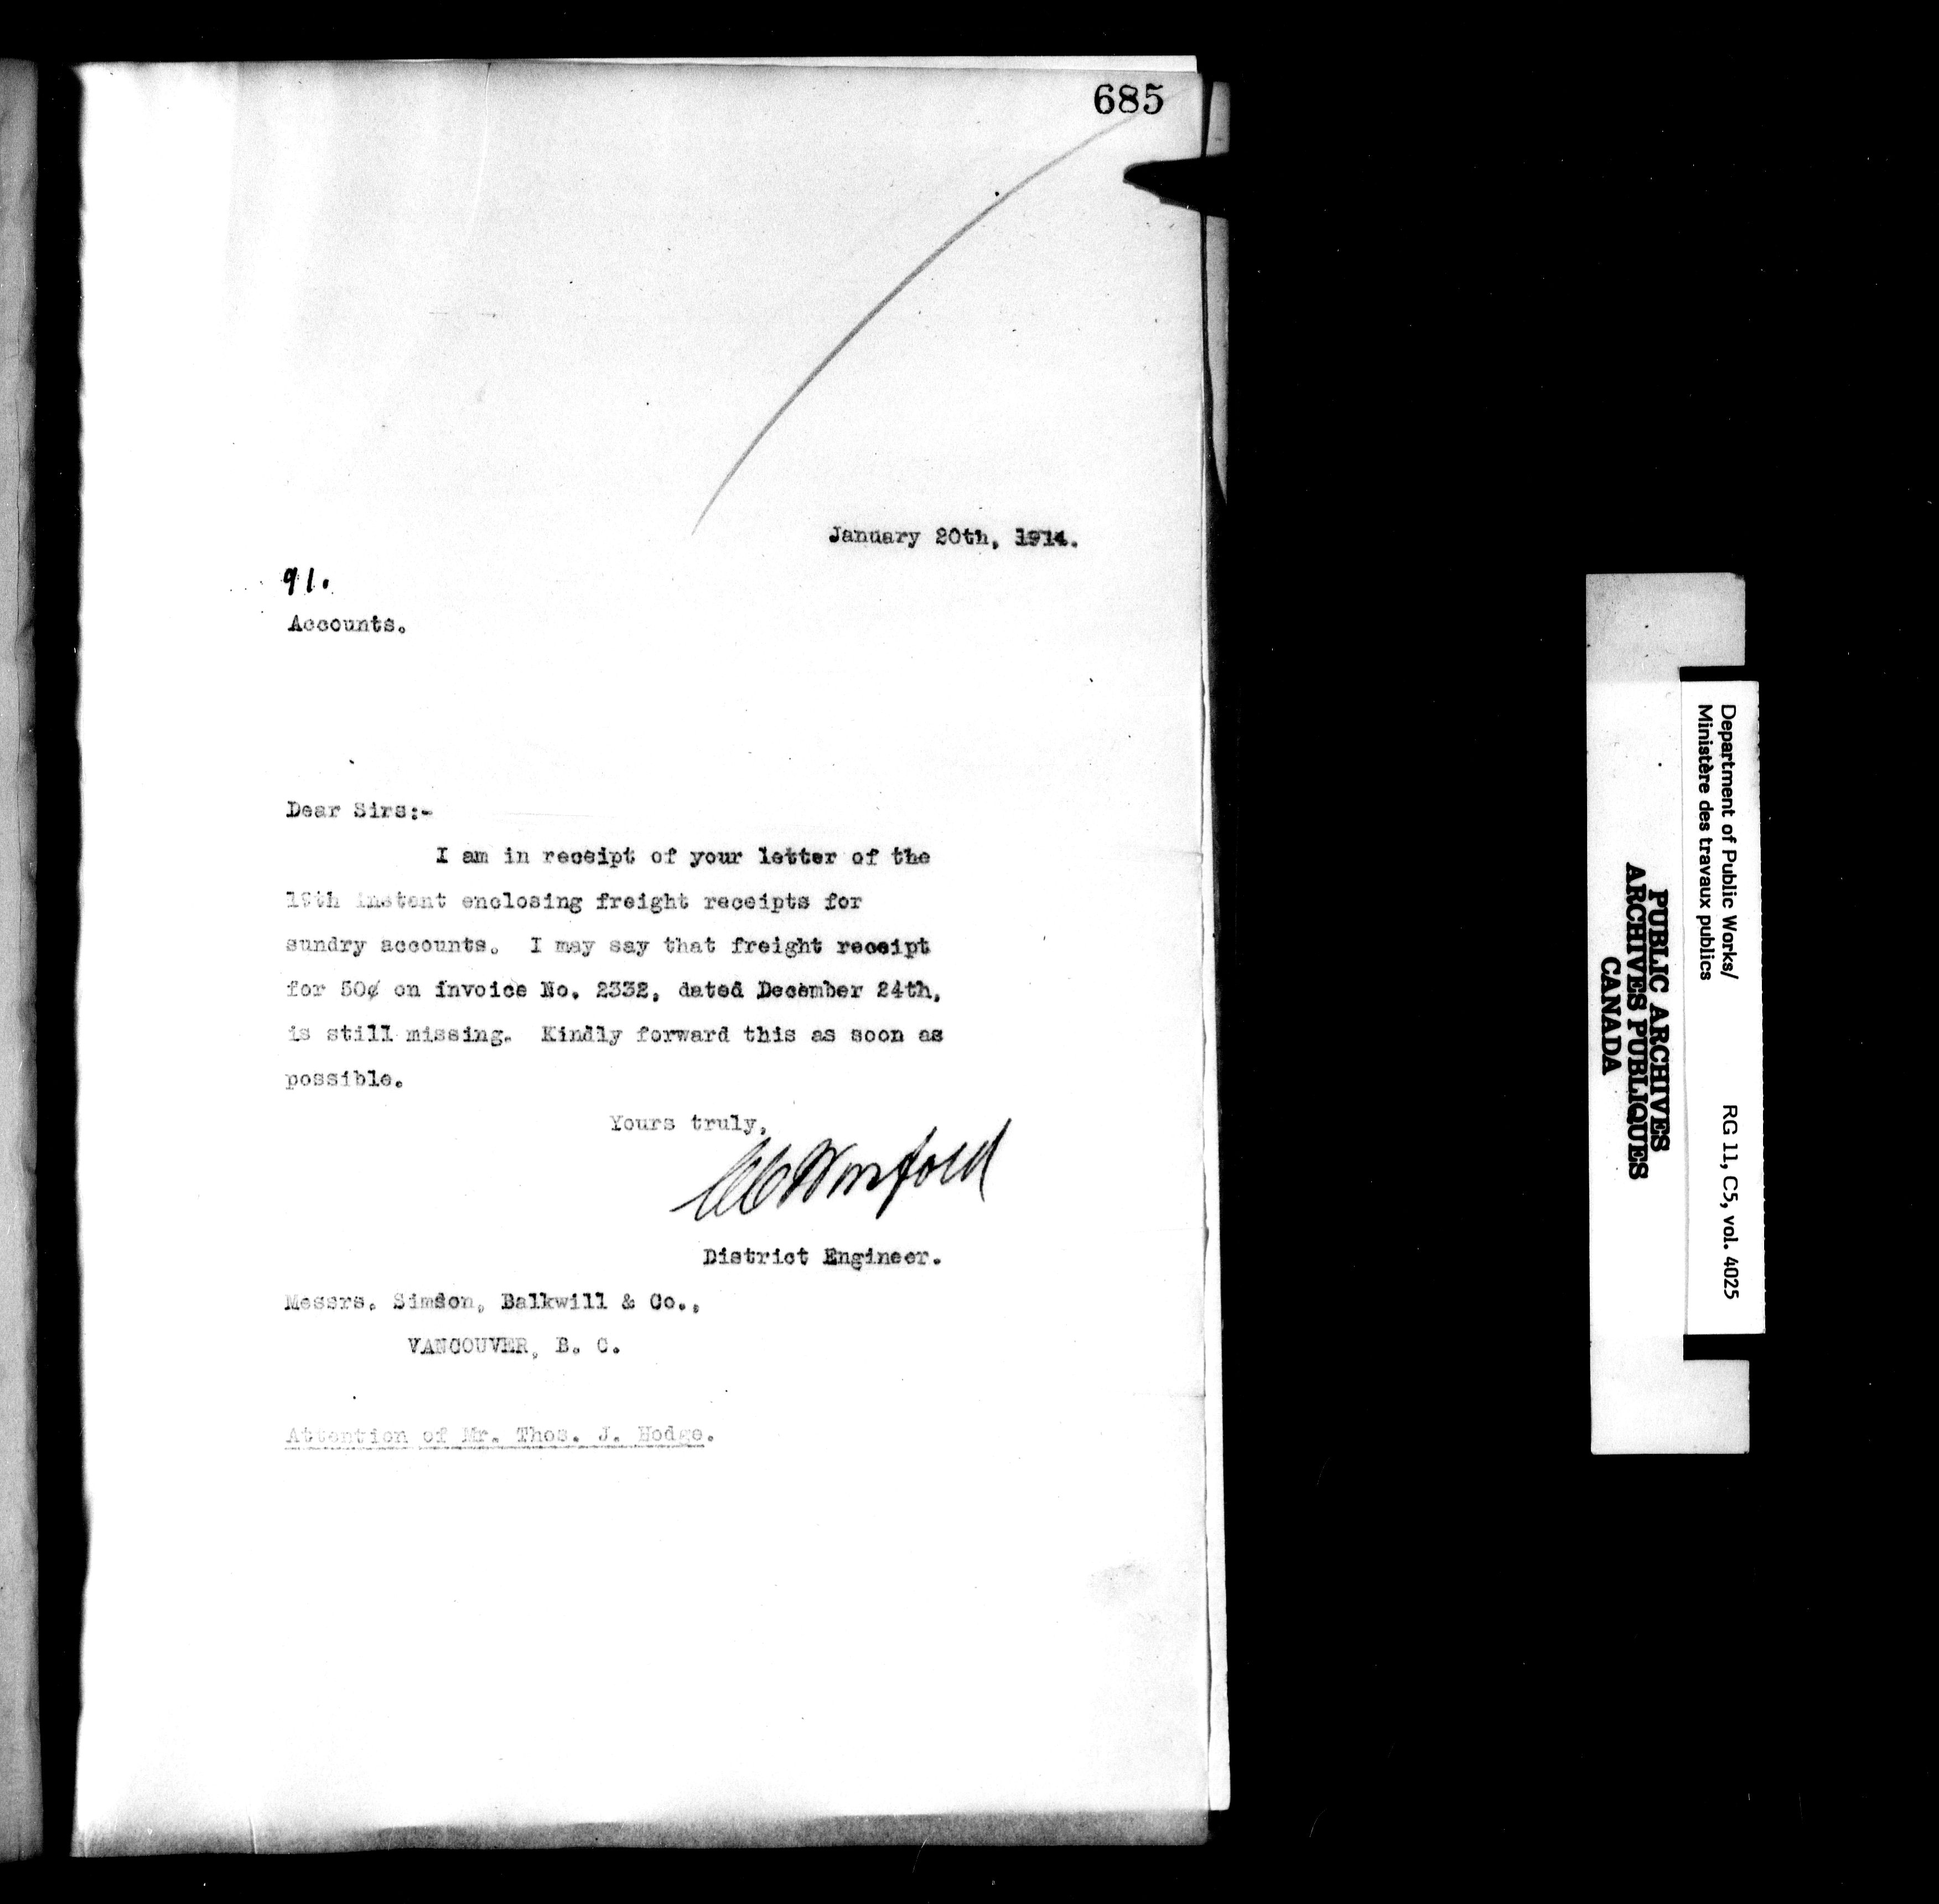 685
January 20th, 1914.
91.
Accounts.
Dear Sirs:-
I am in receipt of your letter of the
19th instant enclosing freight receipts for
sundry accounts. I may say that freight receipt
for 50¢ on invoice No. 2332, dated December 24th,
is still missing. Kindly forward this as soon as
possible.
Yours truly,
District Engineer.
Messrs. Simson, Balkwill & Co.,
VANCOUVER, B. C.
Attention of Mr. Thos. J. Hodge.
Department of Public Works/
Ministère des travaux publics
RG 11, C5, vol. 4025
PUBLIC ARCHIVES
ARCHIVES PUBLIQUES
CANADA